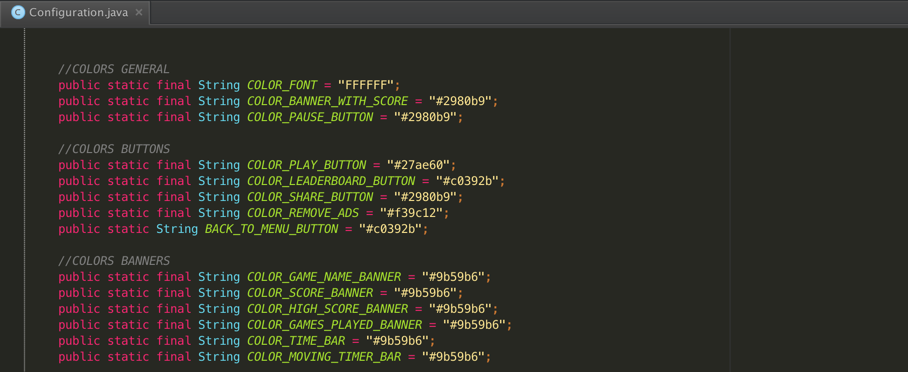 Configuration.java ×
//COLORS GENERAL
public static final String COLOR_FONT = "FFFFFF";
public static final String COLOR_BANNER_WITH_SCORE = "#2980b9";
public static final String COLOR_PAUSE_BUTTON = "#2980b9";
//COLORS BUTTONS
public static final String COLOR_PLAY_BUTTON = "#27ae60";
public static final String COLOR_LEADERBOARD_BUTTON = "#c0392b";
public static final String COLOR_SHARE_BUTTON = "#2980b9";
public static final String COLOR_REMOVE_ADS = "#f39c12";
public static String BACK_TO_MENU_BUTTON = "#c0392b";
//COLORS BANNERS
public static final String COLOR_GAME_NAME_BANNER = "#9b59b6";
public static final String COLOR_SCORE_BANNER = "#9b59b6";
public static final String COLOR_HIGH_SCORE_BANNER = "#9b59b6";
public static final String COLOR_GAMES_PLAYED_BANNER = "#9b59b6";
public static final String COLOR_TIME_BAR = "#9b59b6";
public static final String COLOR_MOVING_TIMER_BAR = "#9b59b6";